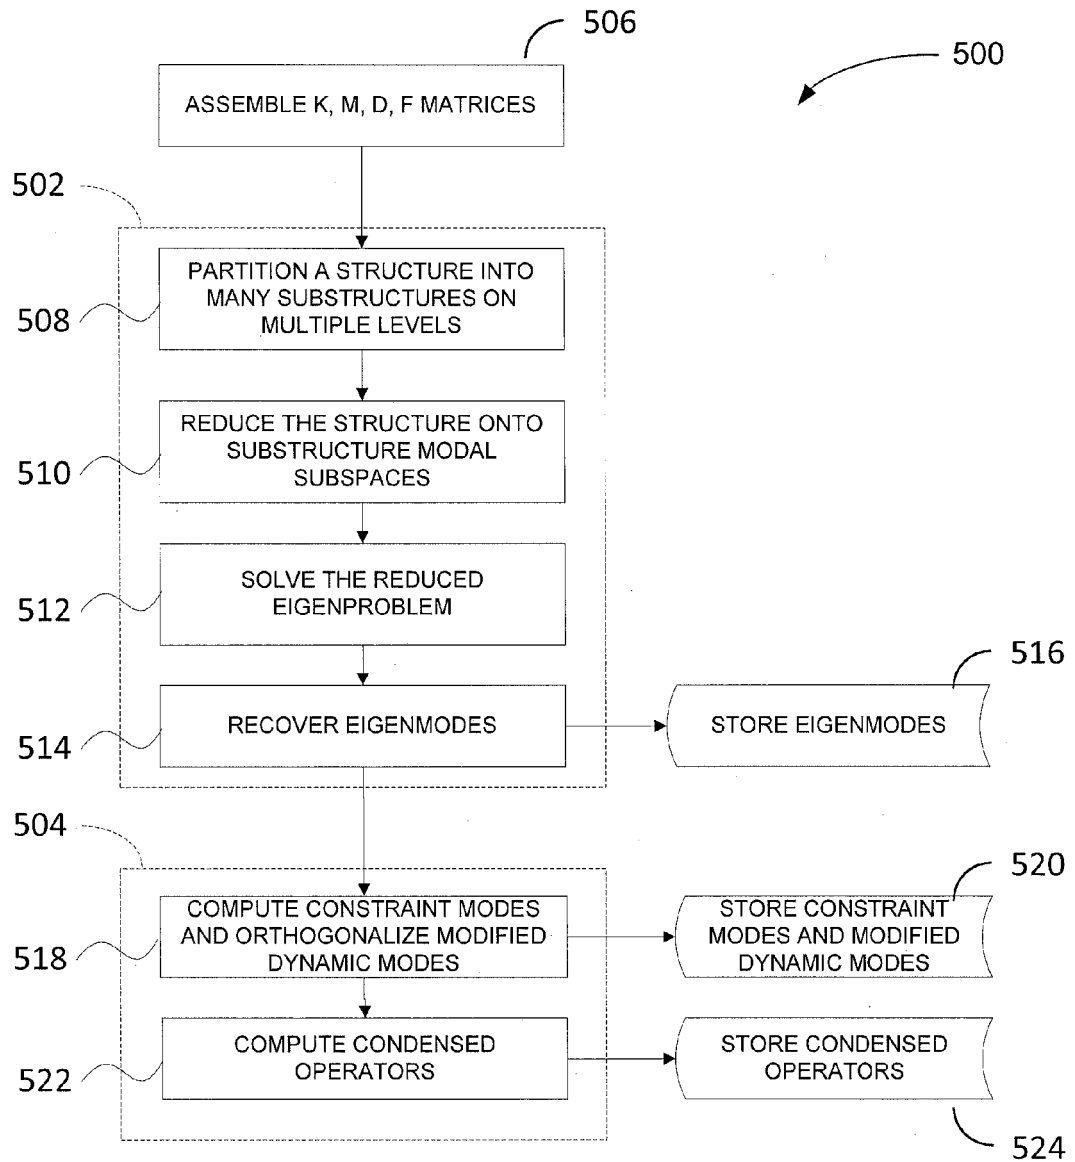 506
500
ASSEMBLE K, M, D, F MATRICES
502
PARTITION A STRUCTURE INTO
MANY SUBSTRUCTURES ON
MULTIPLE LEVELS
508
REDUCE THE STRUCTURE ONTO
SUBSTRUCTURE MODAL
SUBSPACES
510
SOLVE THE REDUCED
EIGENPROBLEM
512
516
RECOVER EIGENMODES
STORE EIGENMODES
514
504
520
COMPUTE CONSTRAINT MODES
AND ORTHOGONALIZE MODIFIED
DYNAMIC MODES
STORE CONSTRAINT
MODES AND MODIFIED
DYNAMIC MODES
518
COMPUTE CONDENSED
OPERATORS
STORE CONDENSED
OPERATORS
522
524